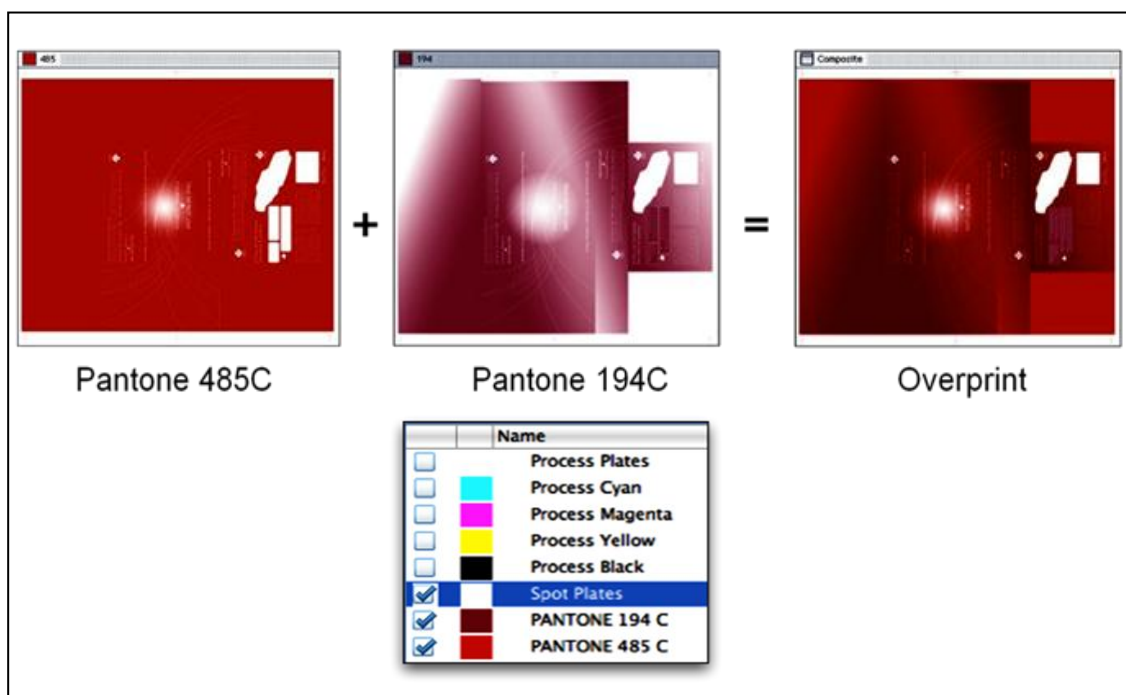 485
194
Composite
+
=
Pantone 485C
Pantone 194C
Overprint
Name
Process Plates
Process Cyan
Process Magenta
Process Yellow
Process Black
Spot Plates
PANTONE 194 C
PANTONE 485 C